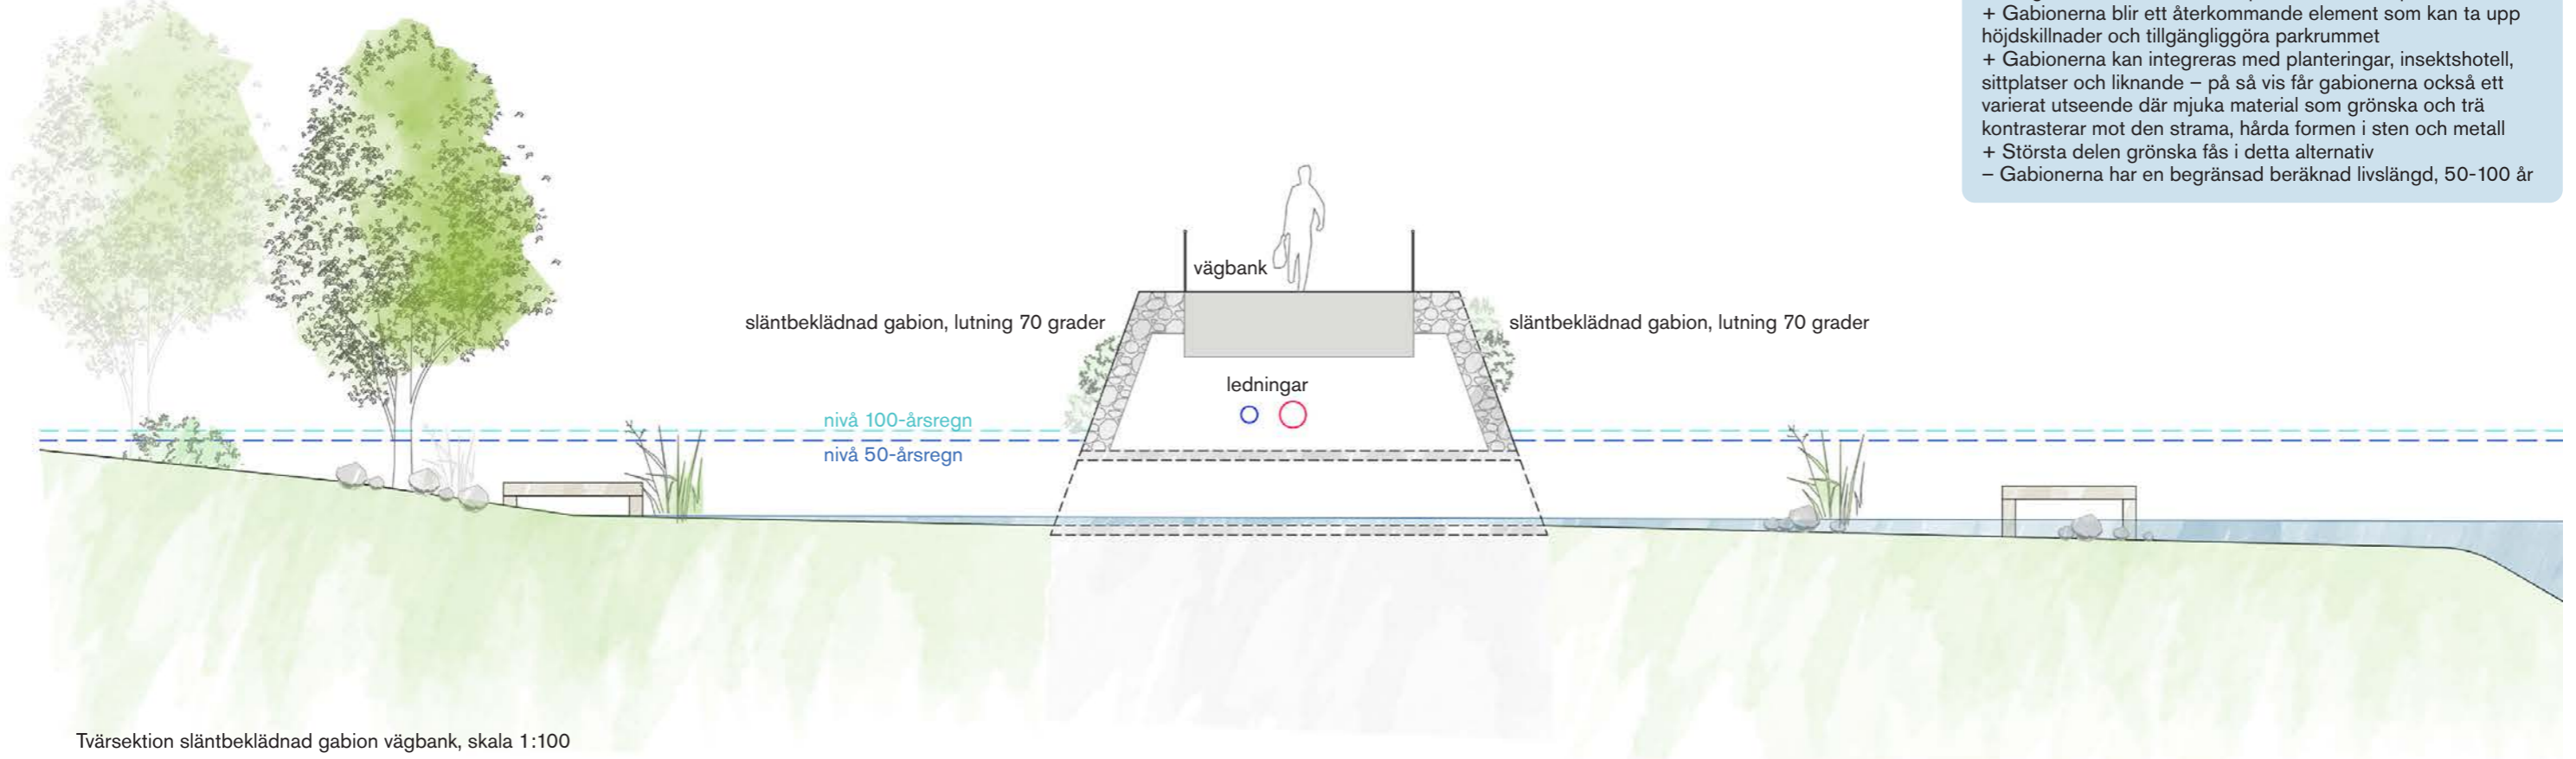 + Gabionerna blir ett återkommande element som kan ta upp
höjdskillnader och tillgängliggöra parkrummet
+ Gabionerna kan integreras med planteringar, insektshotell,
sittplatser och liknande – på så vis får gabionerna också ett
varierat utseende där mjuka material som grönska och trä
kontrasterar mot den strama, hårda formen i sten och metall
+ Största delen grönska fås i detta alternativ
– Gabionerna har en begränsad beräknad livslängd, 50-100 år
vägbank
släntbeklädnad gabion, lutning 70 grader
släntbeklädnad gabion, lutning 70 grader
ledningar
nivå 100-årsregn
nivå 50-årsregn
Tvärsektion släntbeklädnad gabion vägbank, skala 1:100